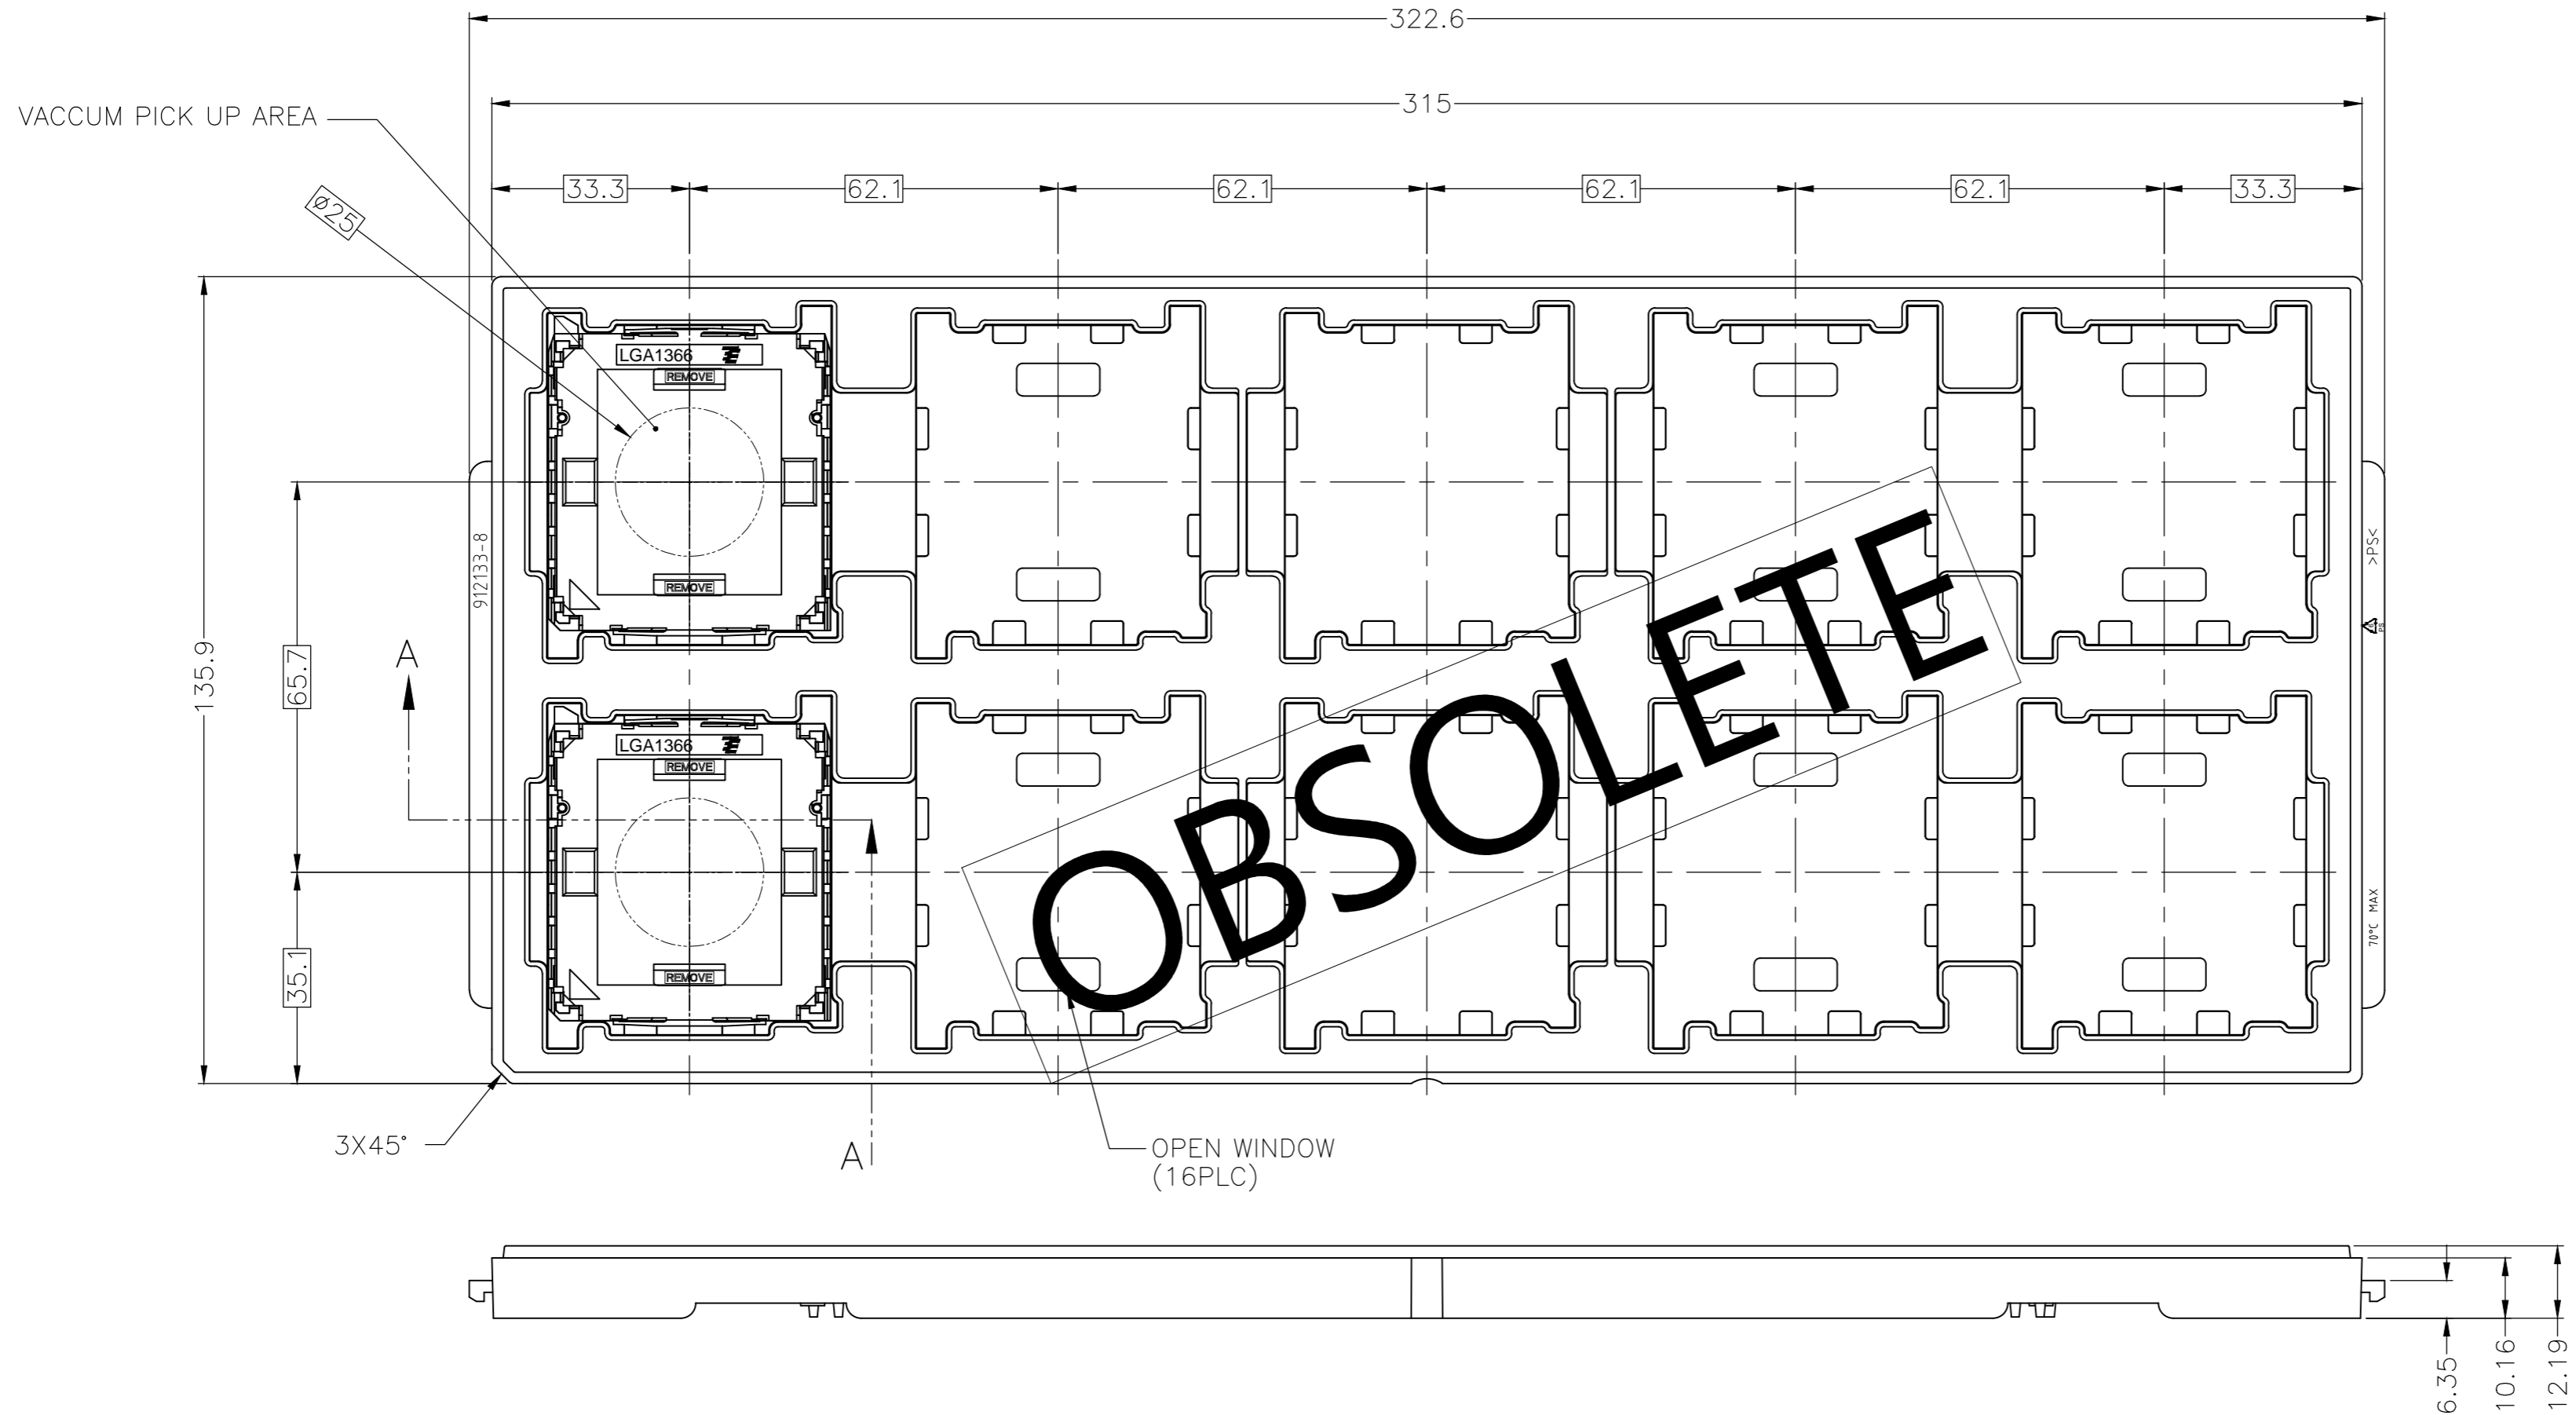 322.6
315
VACCUM PICK UP AREA
33.3
62.1
62.1
62.1
62.1
33.3
ø25
LGA1366
REMOVE
REMOVE
912133-8
>PS<
PS
135.9
65.7
A
LGA1366
REMOVE
REMOVE
OBSOLETE
70°C MAX
35.1
3X45°
A
OPEN WINDOW
(16PLC)
6.35
10.16
12.19